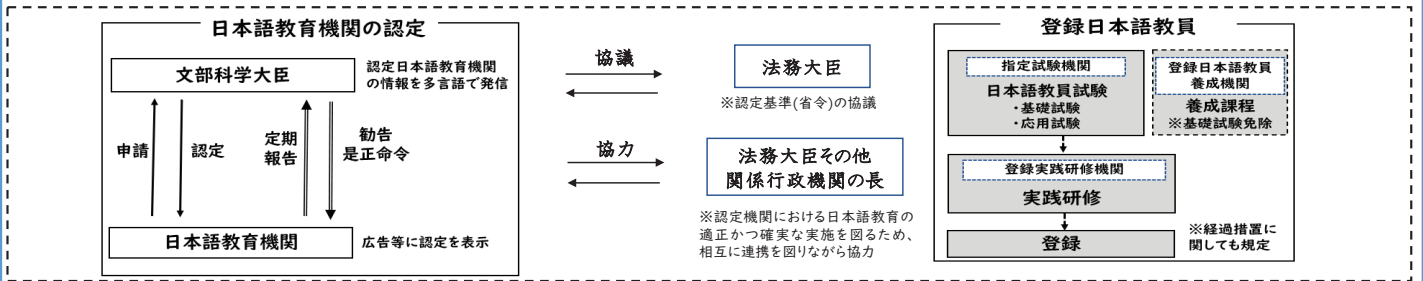 日本語教育機関の認定
文部科学大臣
認定日本語教育機関
の情報を多言語で発信
申請
認定
定期
報告
勧告
是正命令
日本語教育機関
広告等に認定を表示
協議
法務大臣
※認定基準(省令)の協議
協力
法務大臣その他
関係行政機関の長
※認定機関における日本語教育の
適正かつ確実な実施を図るため、
相互に連携を図りながら協力
登録日本語教員
指定試験機関
日本語教員試験
・基礎試験
・応用試験
登録日本語教員
養成機関
養成課程
※基礎試験免除
登録実践研修機関
実践研修
登録
※経過措置に
関しても規定